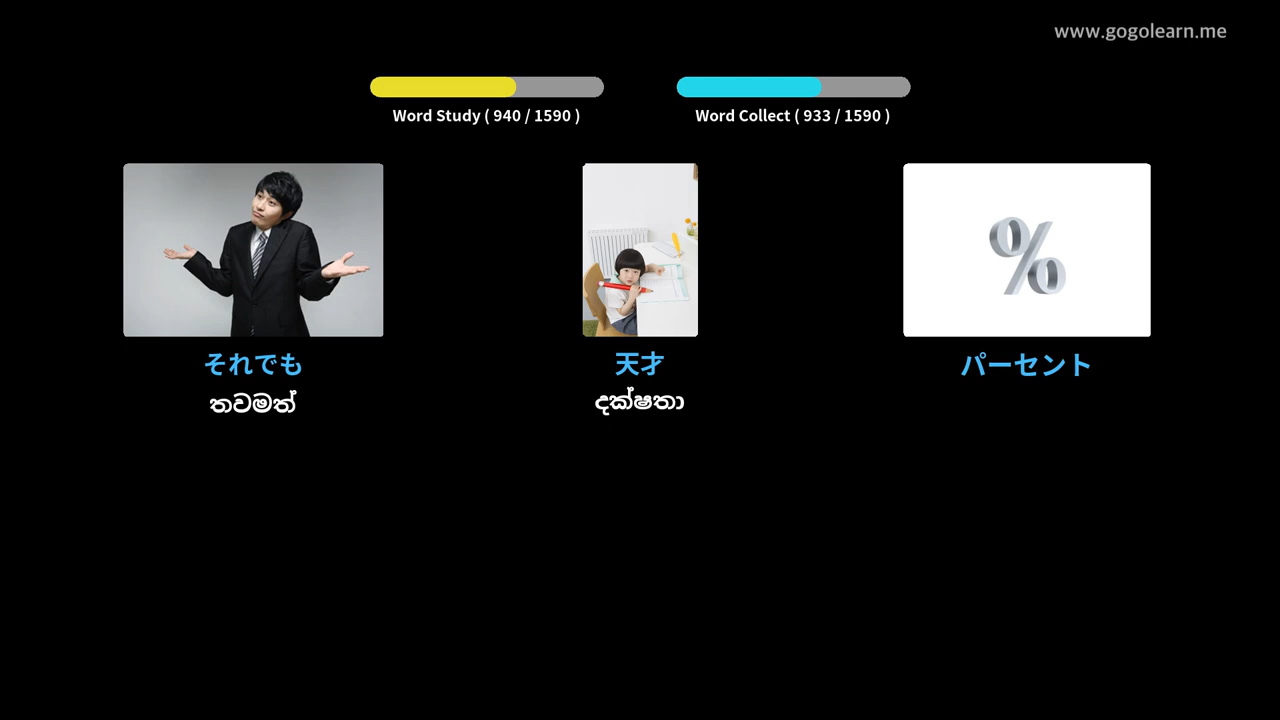 www.gogolearn.me
Word Study ( 940 / 1590 )
Word Collect ( 933 / 1590 )
%
それでも
තවමත්
天才
දක්ෂතා
パーセント